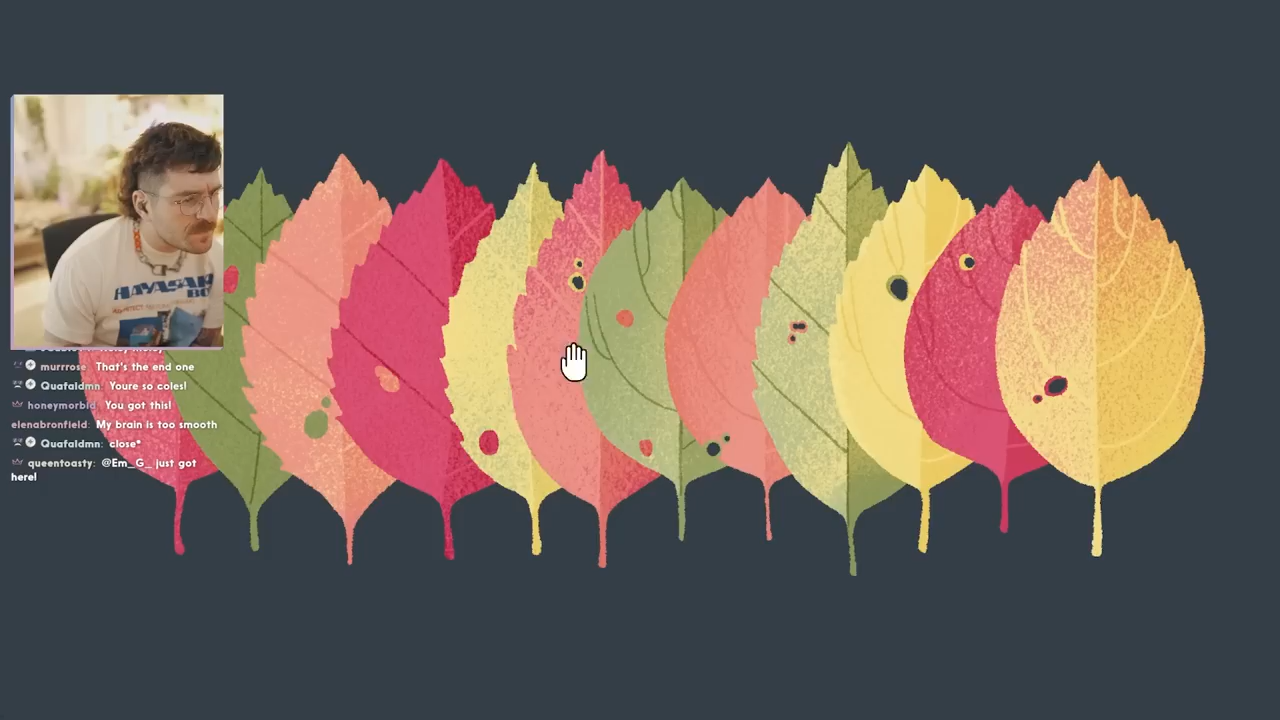 HAYASAKI
murrrose: That's the end one
Quafaldmn: Youre so coles!
honeymorbid: You got this!
elenabronfield: My brain is too smooth
Quafaldmn: close*
queentoasty: @Em_G_ just got
here!